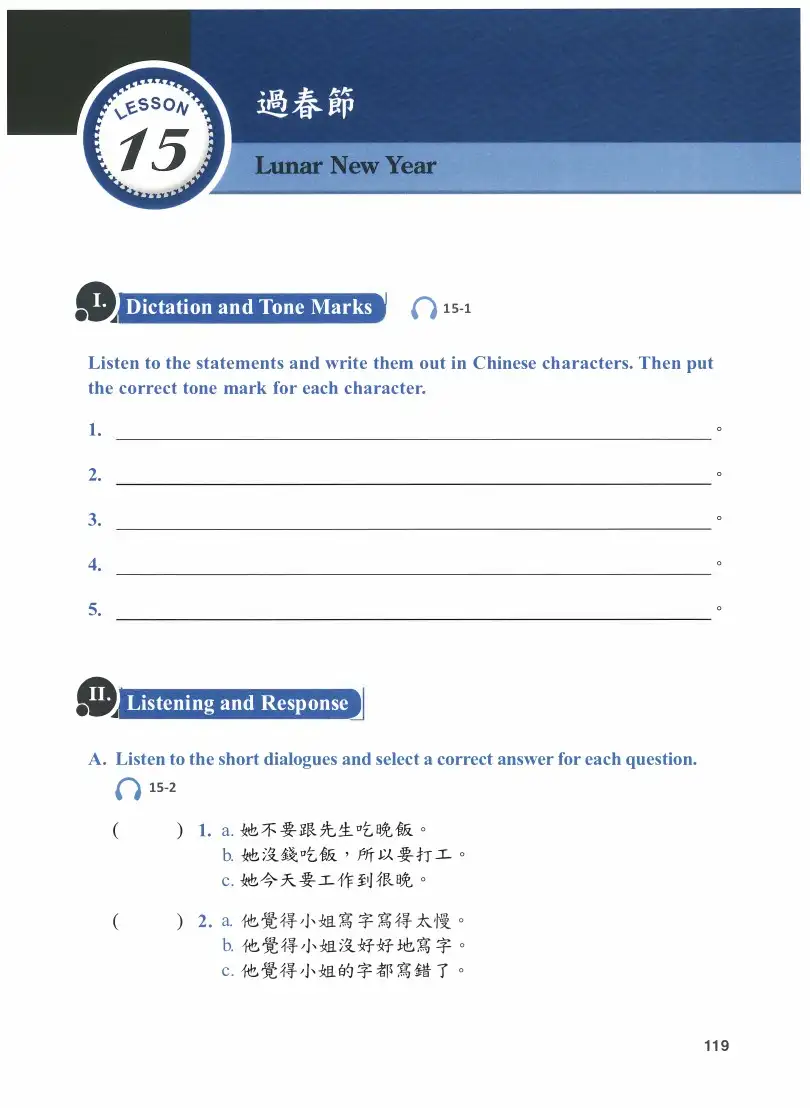 LESSON
15
過春節
Lunar New Year
I. Dictation and Tone Marks 15-1
Listen to the statements and write them out in Chinese characters. Then put
the correct tone mark for each character.
1. 。
2. 。
3. 。
4. 。
5. 。
II. Listening and Response
A. Listen to the short dialogues and select a correct answer for each question.
15-2
( ) 1. a. 她不要跟先生吃晚飯。
b. 她沒錢吃飯，所以要打工。
c. 她今天要工作到很晚。
( ) 2. a. 他覺得小姐寫字寫得太慢。
b. 他覺得小姐沒好好地寫字。
c. 他覺得小姐的字都寫錯了。
119